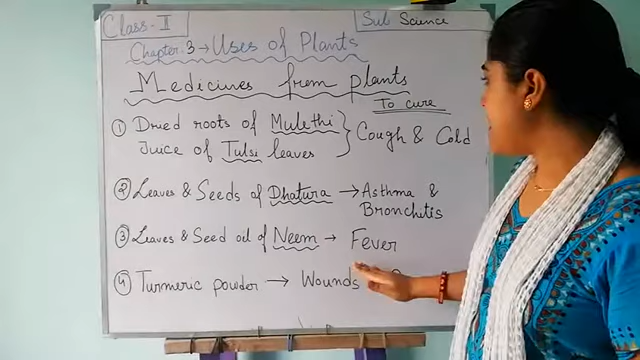 Class-II
Sub Science
Chapter-3→Uses of Plants
Medicines from plants
To cure
① Dried roots of Mulethi
Juice of Tulsi leaves } Cough & Cold
② Leaves & Seeds of Dhatura → Asthma &
Bronchitis
③ Leaves & Seed oil of Neem → Fever
④ Turmeric powder → Wounds